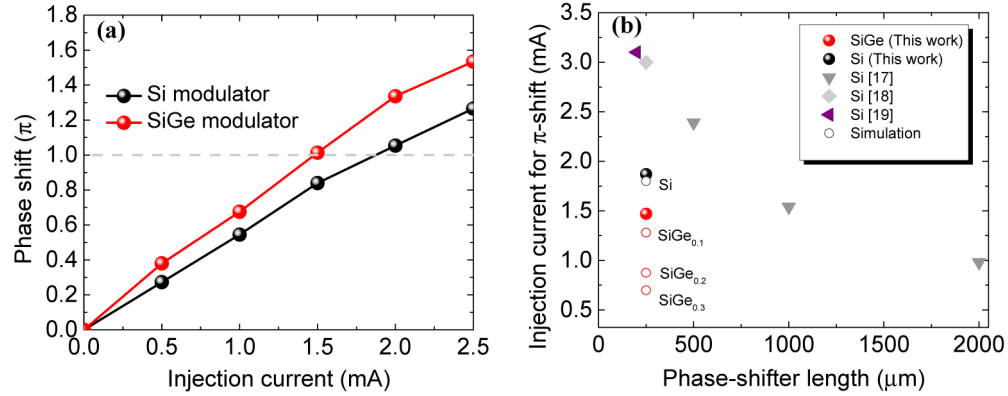 (a)
Phase shift (π)
1.8
1.6
1.4
1.2
1.0
0.8
0.6
0.4
0.2
0.0
Si modulator
SiGe modulator
0.0 0.5 1.0 1.5 2.0 2.5
Injection current (mA)
(b)
Injection current for π-shift (mA)
3.5
3.0
2.5
2.0
1.5
1.0
0.5
SiGe (This work)
Si (This work)
Si [17]
Si [18]
Si [19]
Simulation
Si
SiGe₀.₁
SiGe₀.₂
SiGe₀.₃
0 500 1000 1500 2000
Phase-shifter length (μm)